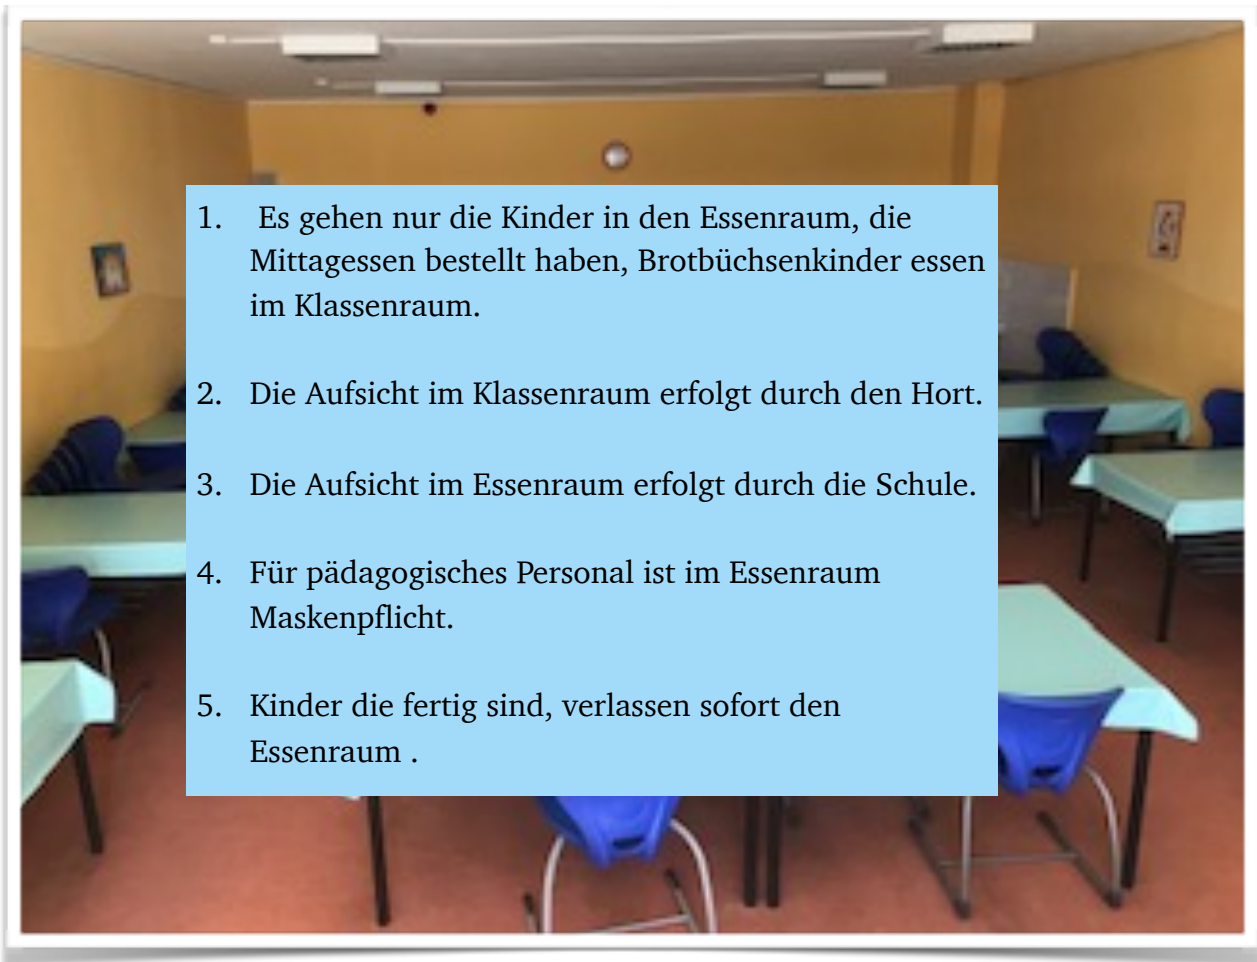 1. Es gehen nur die Kinder in den Essenraum, die
Mittagessen bestellt haben, Brotbüchsenkinder essen
im Klassenraum.
2. Die Aufsicht im Klassenraum erfolgt durch den Hort.
3. Die Aufsicht im Essenraum erfolgt durch die Schule.
4. Für pädagogisches Personal ist im Essenraum
Maskenpflicht.
5. Kinder die fertig sind, verlassen sofort den
Essenraum .